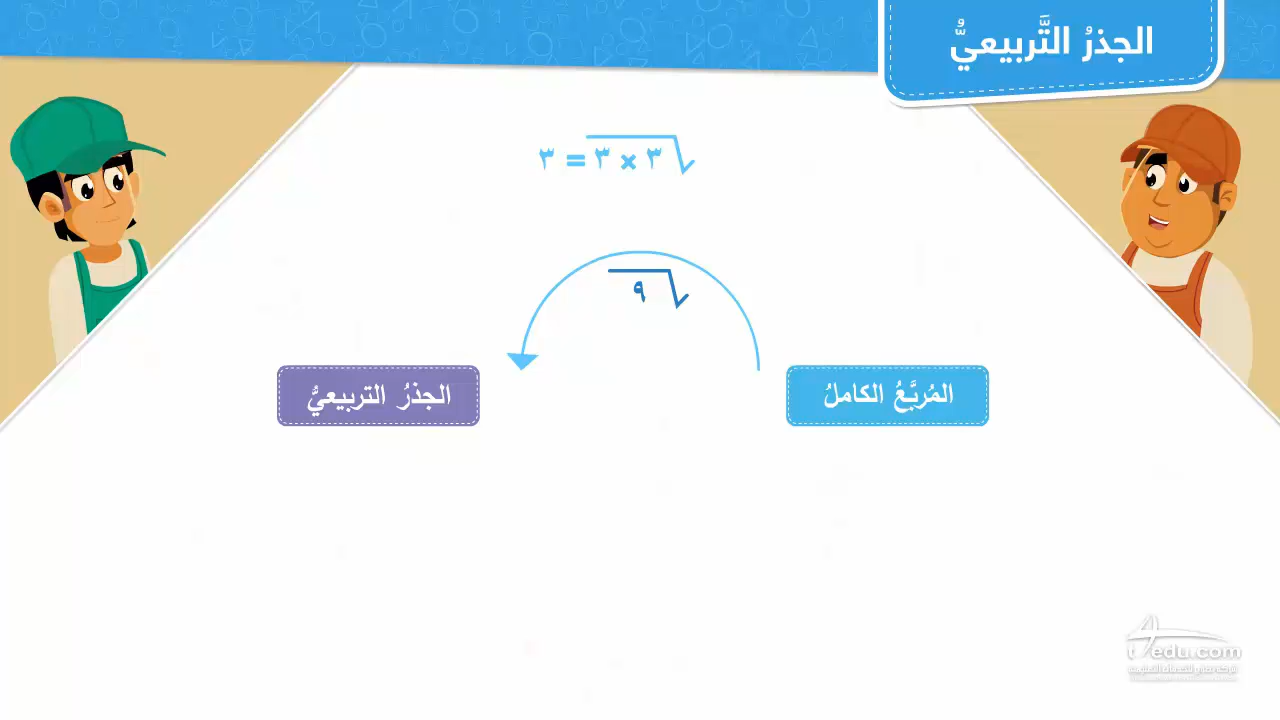 الجذرُ التَّربيعيُّ
√٣ × ٣ = ٣
√٩
المُربَّعُ الكاملُ
الجذرُ التربيعيُّ
edu.com